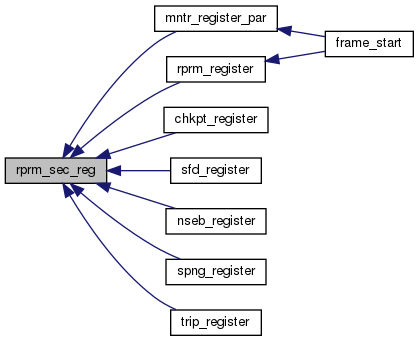 mntr_register_par
frame_start
rprm_register
chkpt_register
rprm_sec_reg
sfd_register
nseb_register
spng_register
trip_register